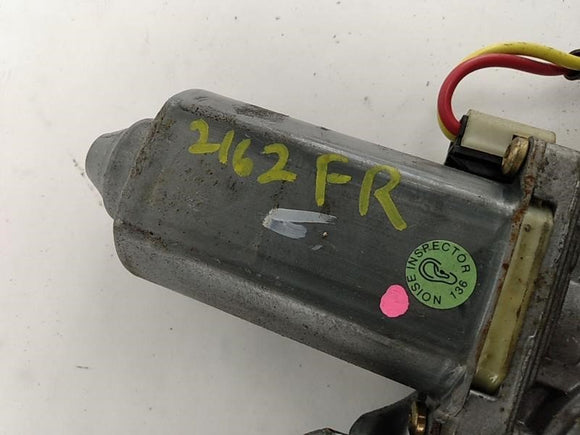 2162 FR
NOISE INSPECTOR 136